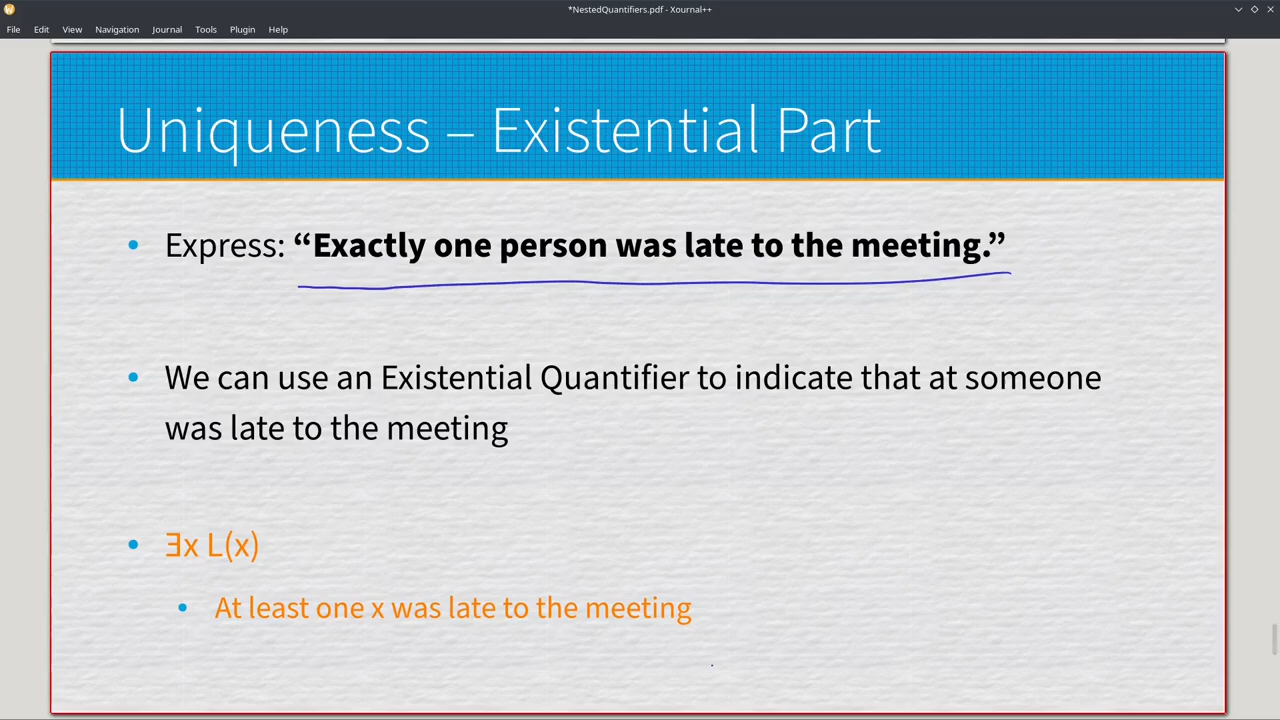 *NestedQuantifiers.pdf - Xournal++
File Edit View Navigation Journal Tools Plugin Help
Uniqueness – Existential Part
• Express: “Exactly one person was late to the meeting.”
• We can use an Existential Quantifier to indicate that at someone
was late to the meeting
• ∃x L(x)
• At least one x was late to the meeting